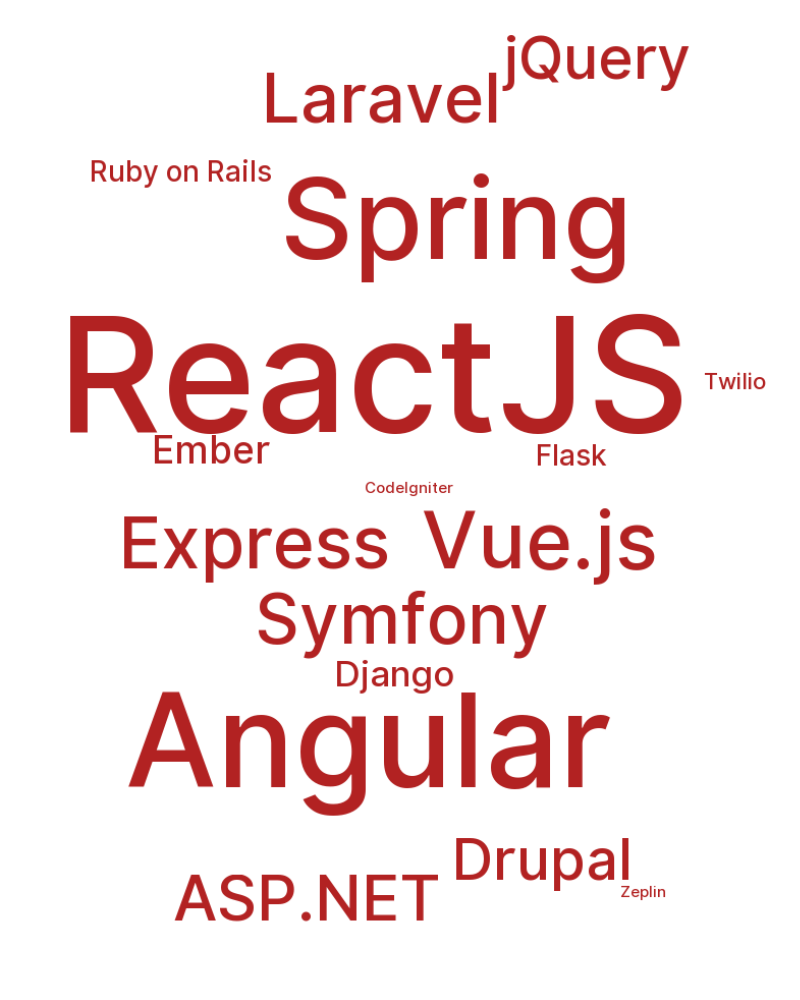 jQuery
Laravel
Ruby on Rails
Spring
ReactJS
Twilio
Ember
Flask
CodeIgniter
Express
Vue.js
Symfony
Django
Angular
Drupal
Zeplin
ASP.NET